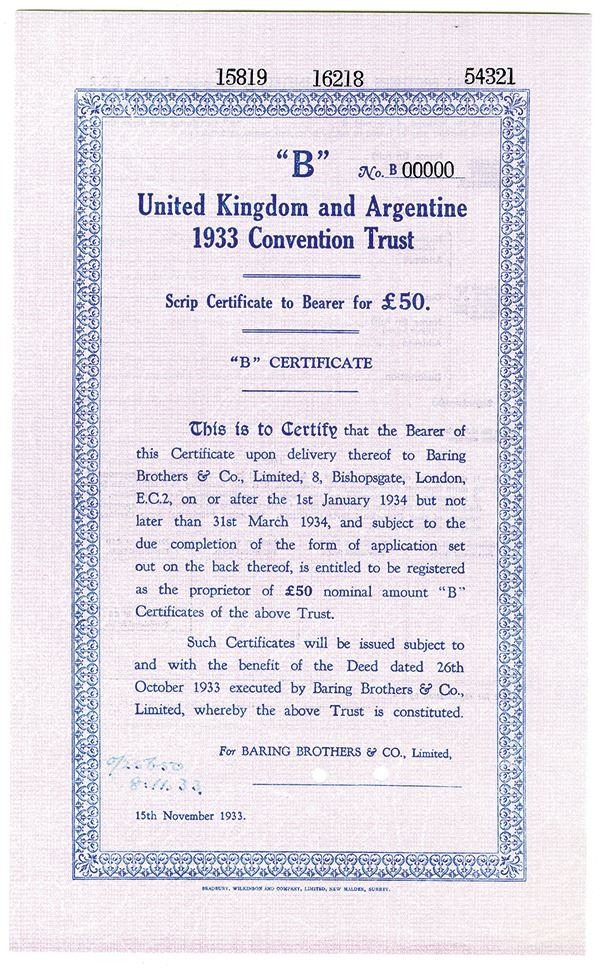 15819 16218 54321
“B” No. B 00000
United Kingdom and Argentine
1933 Convention Trust
Scrip Certificate to Bearer for £50.
“B” CERTIFICATE
This is to Certify that the Bearer of
this Certificate upon delivery thereof to Baring
Brothers & Co., Limited, 8, Bishopsgate, London,
E.C.2, on or after the 1st January 1934 but not
later than 31st March 1934, and subject to the
due completion of the form of application set
out on the back thereof, is entitled to be registered
as the proprietor of £50 nominal amount “B”
Certificates of the above Trust.
Such Certificates will be issued subject to
and with the benefit of the Deed dated 26th
October 1933 executed by Baring Brothers & Co.,
Limited, whereby the above Trust is constituted.
For BARING BROTHERS & CO., Limited,
8.11.33.
15th November 1933.
BRADBURY, WILKINSON AND COMPANY, LIMITED, NEW MALDEN, SURREY.